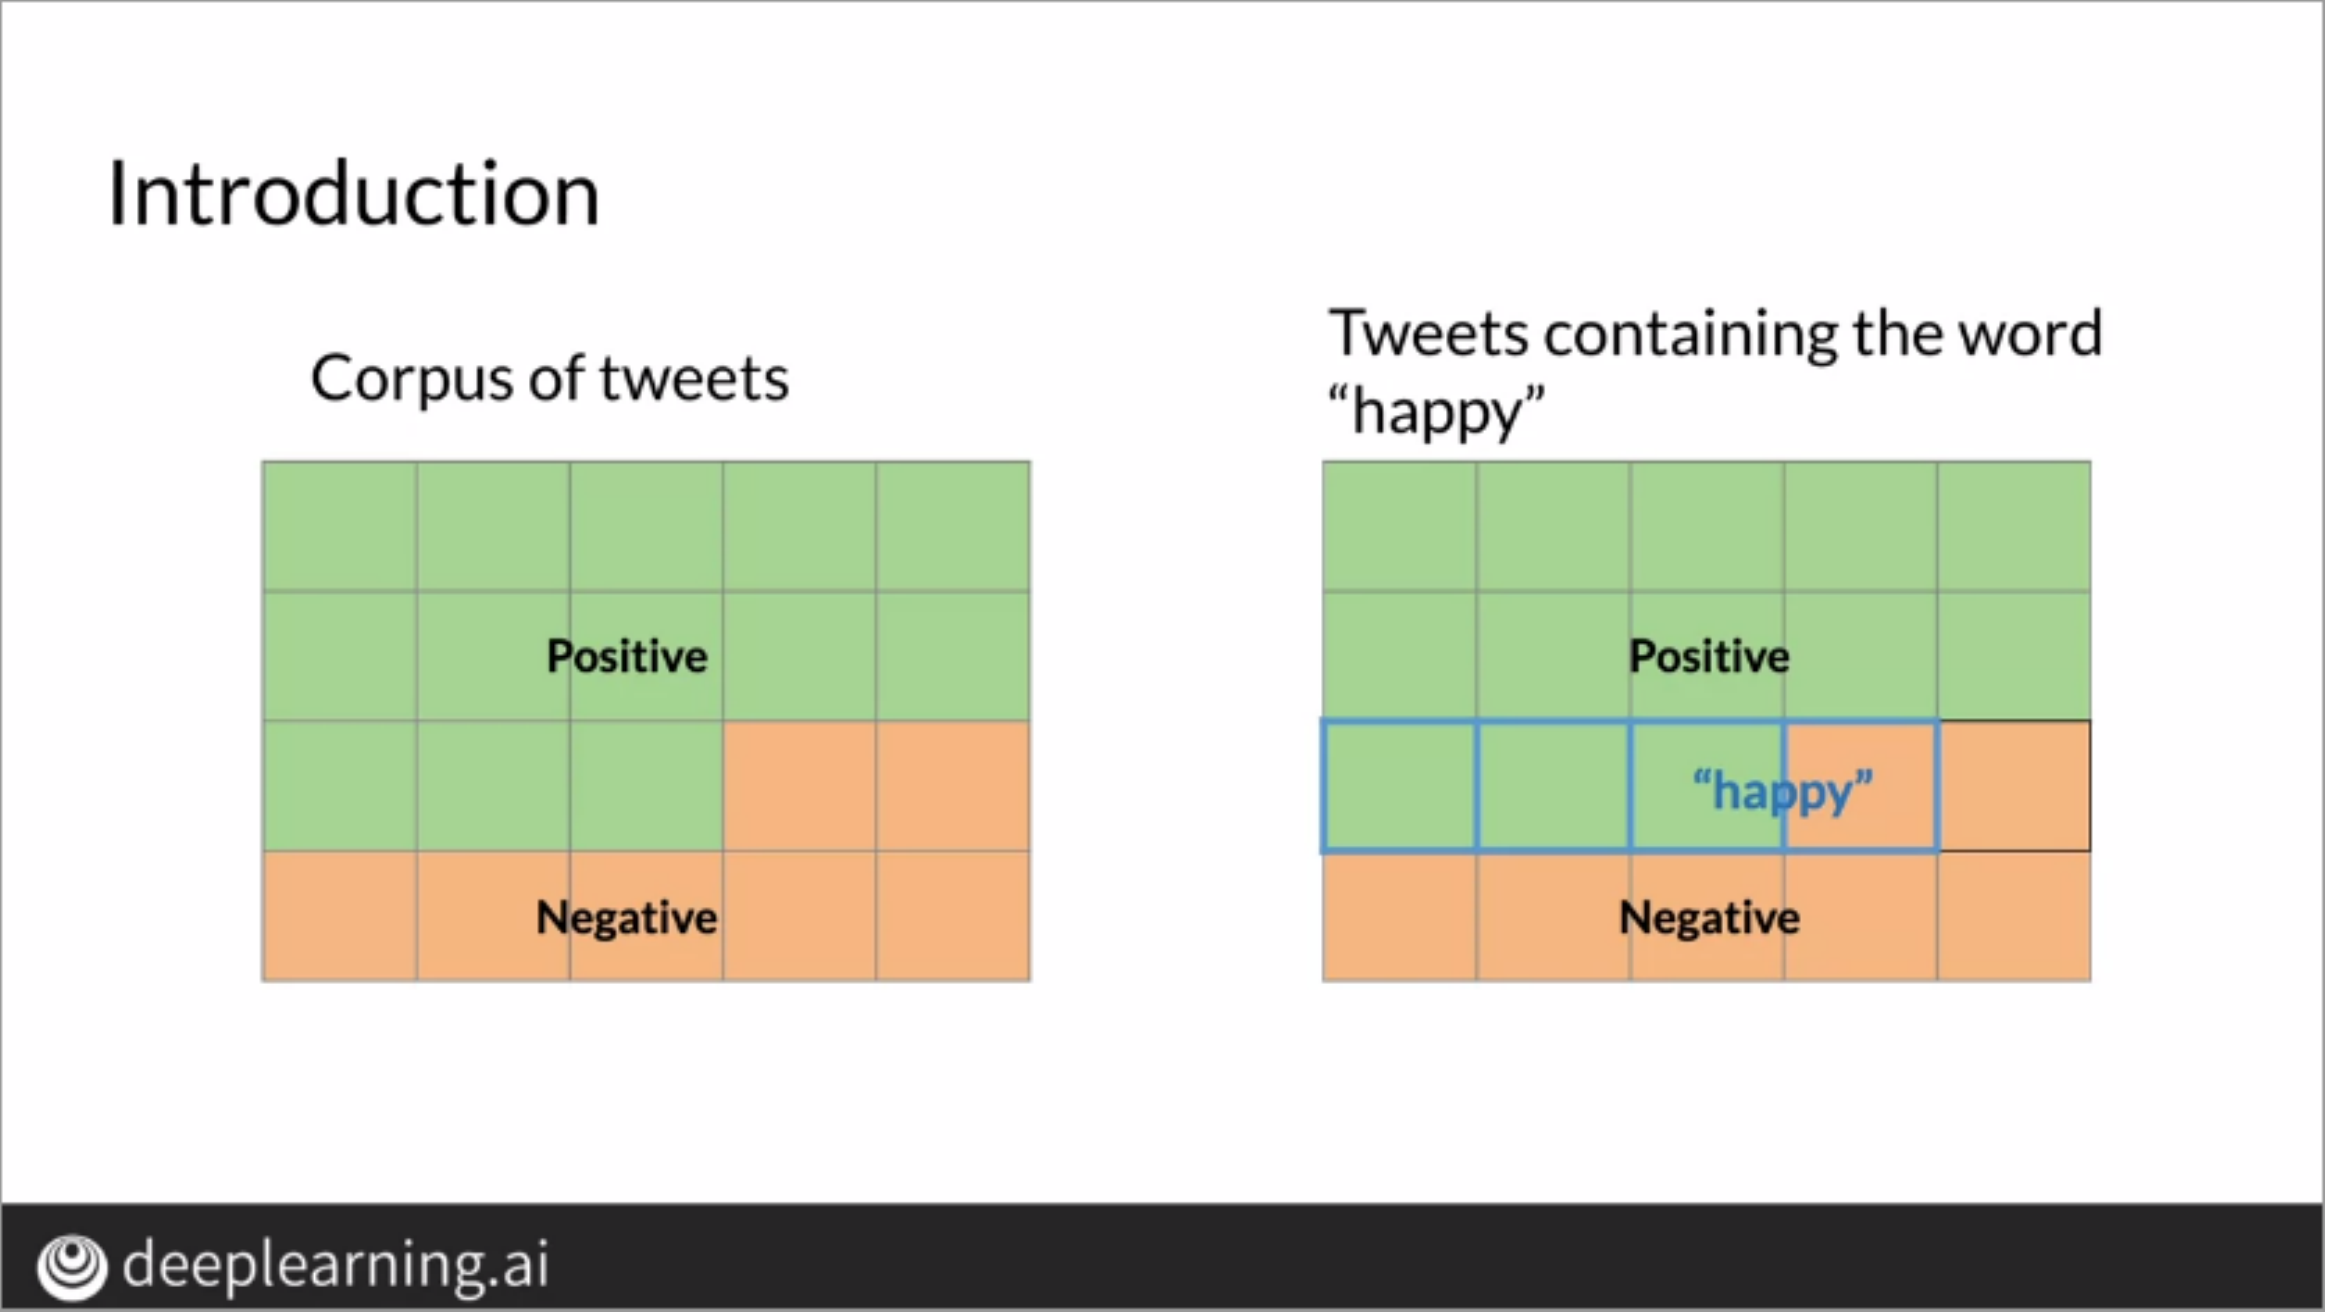 Introduction
Corpus of tweets
Positive
Negative
Tweets containing the word
“happy”
Positive
“happy”
Negative
deeplearning.ai